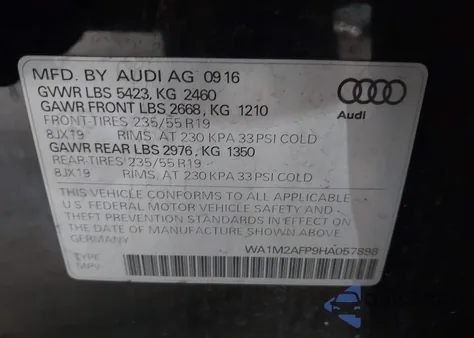 MFD. BY AUDI AG 09 16
GVWR LBS 5423, KG 2460
GAWR FRONT LBS 2668, KG 1210
FRONT-TIRES 235/55 R19
8JX19 RIMS, AT 230 KPA 33 PSI COLD
GAWR REAR LBS 2976, KG 1350
REAR-TIRES 235/55 R19
8JX19 RIMS, AT 230 KPA 33 PSI COLD
THIS VEHICLE CONFORMS TO ALL APPLICABLE
U.S. FEDERAL MOTOR VEHICLE SAFETY AND
THEFT PREVENTION STANDARDS IN EFFECT ON
THE DATE OF MANUFACTURE SHOWN ABOVE
GERMANY
WA1M2AFP9HA057898
TYPE
MPV
Audi